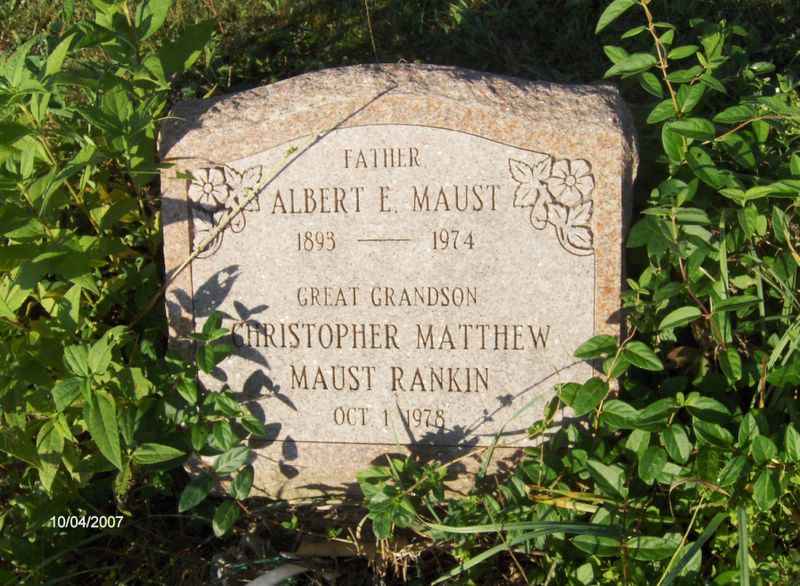 FATHER
ALBERT E. MAUST
1893 — 1974
GREAT GRANDSON
CHRISTOPHER MATTHEW
MAUST RANKIN
OCT 1 1978
10/04/2007